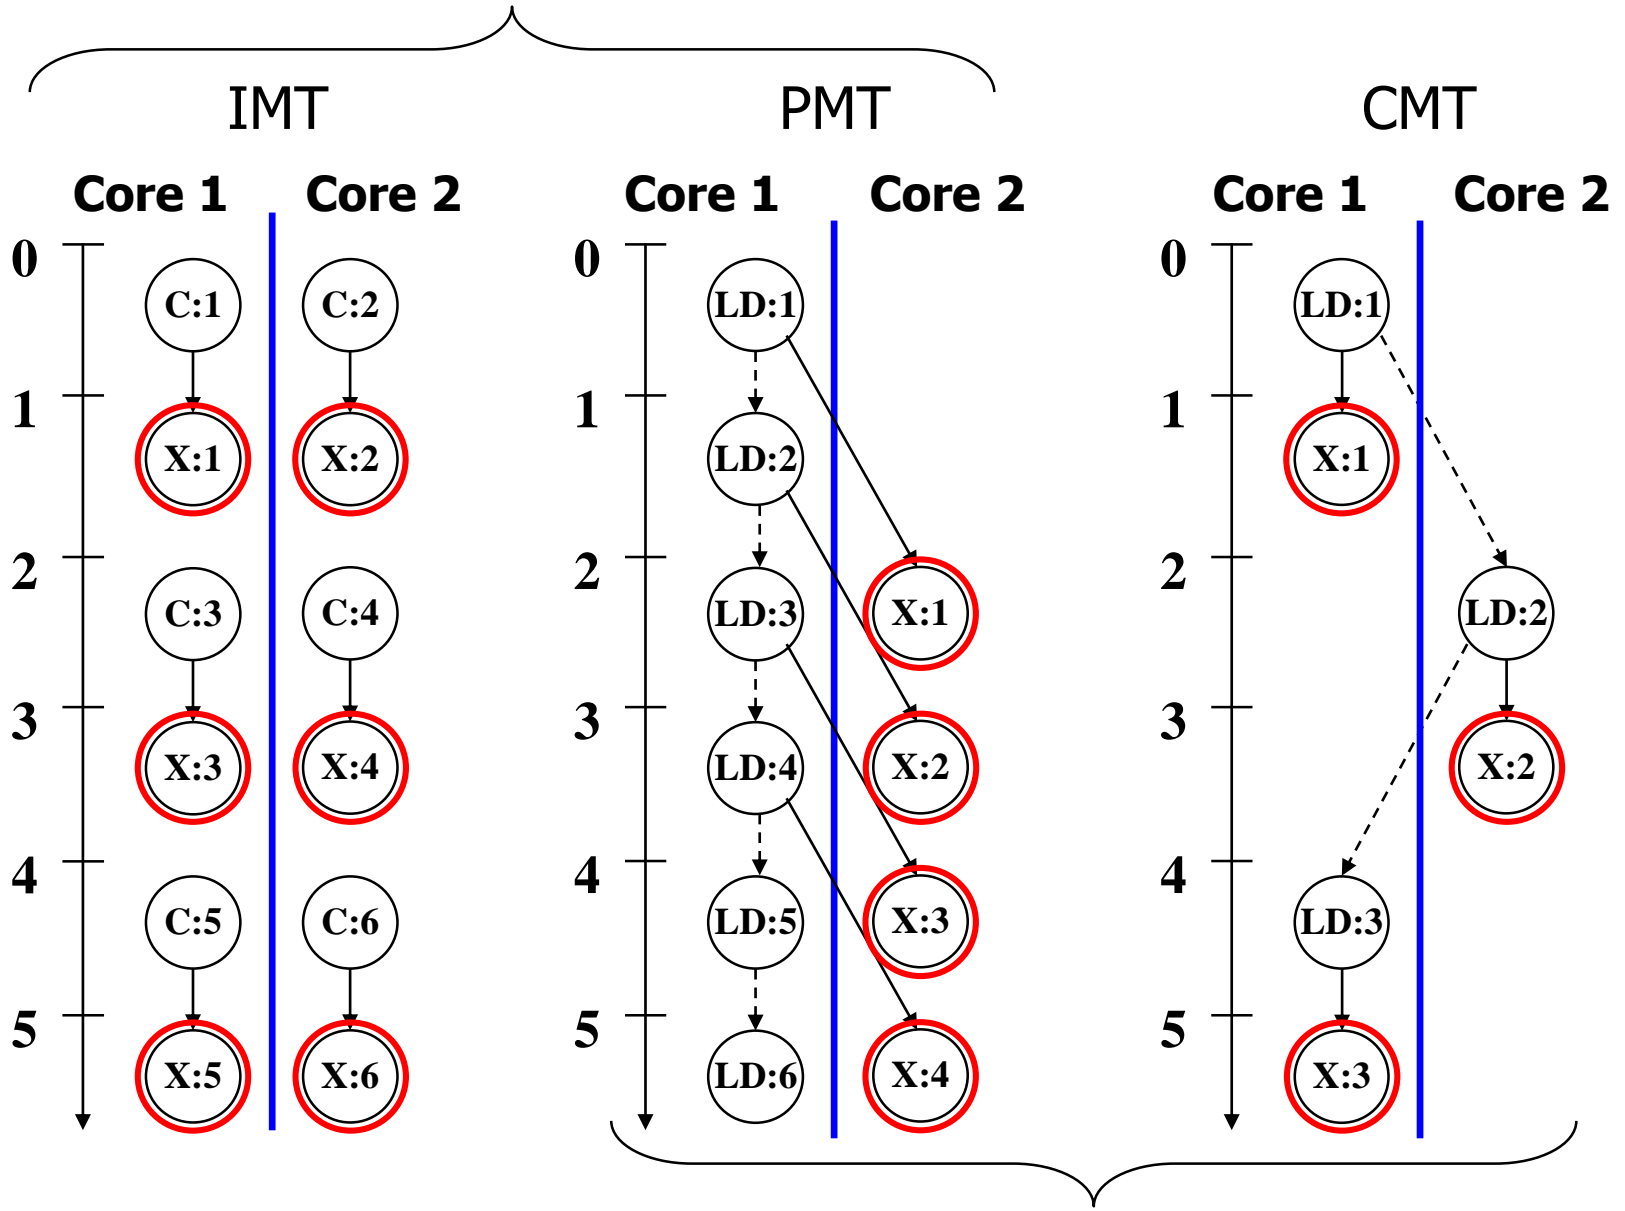 IMT PMT CMT
Core 1 Core 2 Core 1 Core 2 Core 1 Core 2
0 C:1 C:2 0 LD:1 0 LD:1
1 X:1 X:2 1 LD:2 1 X:1
2 C:3 C:4 2 LD:3 X:1 2 LD:2
3 X:3 X:4 3 LD:4 X:2 3 X:2
4 C:5 C:6 4 LD:5 X:3 4 LD:3
5 X:5 X:6 5 LD:6 X:4 5 X:3